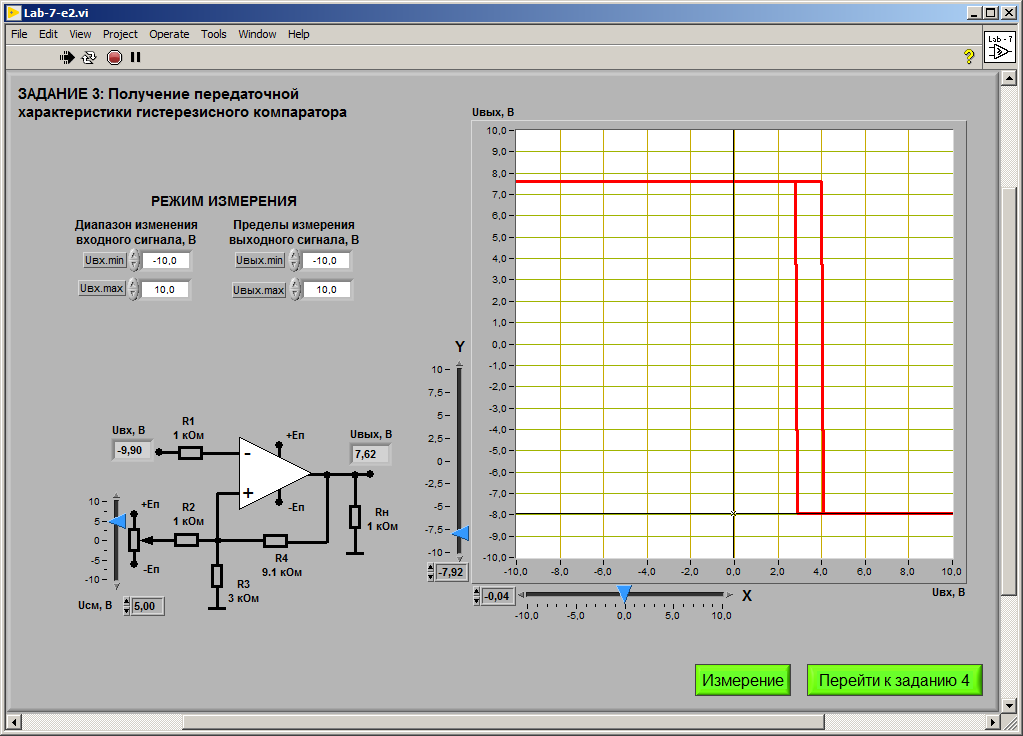 Lab-7-e2.vi
File Edit View Project Operate Tools Window Help
Lab - 7
ЗАДАНИЕ 3: Получение передаточной
характеристики гистерезисного компаратора
РЕЖИМ ИЗМЕРЕНИЯ
Диапазон изменения
входного сигнала, В
Uвх.min -10,0
Uвх.max 10,0
Пределы измерения
выходного сигнала, В
Uвых.min -10,0
Uвых.max 10,0
Uвых, В
10,0
9,0
8,0
7,0
6,0
5,0
4,0
3,0
2,0
1,0
0,0
-1,0
-2,0
-3,0
-4,0
-5,0
-6,0
-7,0
-8,0
-9,0
-10,0
-10,0 -8,0 -6,0 -4,0 -2,0 0,0 2,0 4,0 6,0 8,0 10,0
Uвх, В
Y
10
7,5
5
2,5
0
-2,5
-5
-7,5
-10
-7,92
-0,04
X
-10,0 -5,0 0,0 5,0 10,0
Uвх, В
-9,90
R1
1 кОм
+Eп
-
+
-Eп
Uвых, В
7,62
Rн
1 кОм
10
5
0
-5
-10
+Eп
-Eп
R2
1 кОм
R4
9.1 кОм
R3
3 кОм
Uсм, В 5,00
Измерение
Перейти к заданию 4